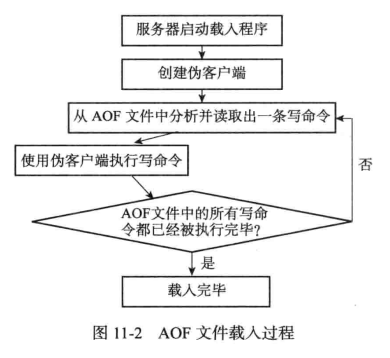 服务器启动载入程序
创建伪客户端
从 AOF 文件中分析并读取出一条写命令
使用伪客户端执行写命令
否
AOF文件中的所有写命
令都已经被执行完毕?
是
载入完毕
图 11-2 AOF 文件载入过程